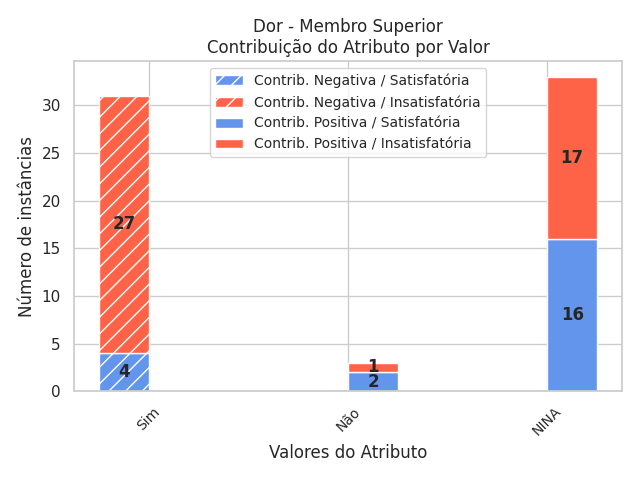 Dor - Membro Superior
Contribuição do Atributo por Valor
Contrib. Negativa / Satisfatória
Contrib. Negativa / Insatisfatória
Contrib. Positiva / Satisfatória
Contrib. Positiva / Insatisfatória
Número de instâncias
30
25
20
15
10
5
0
27
4
1
2
17
16
Sim
Não
NINA
Valores do Atributo